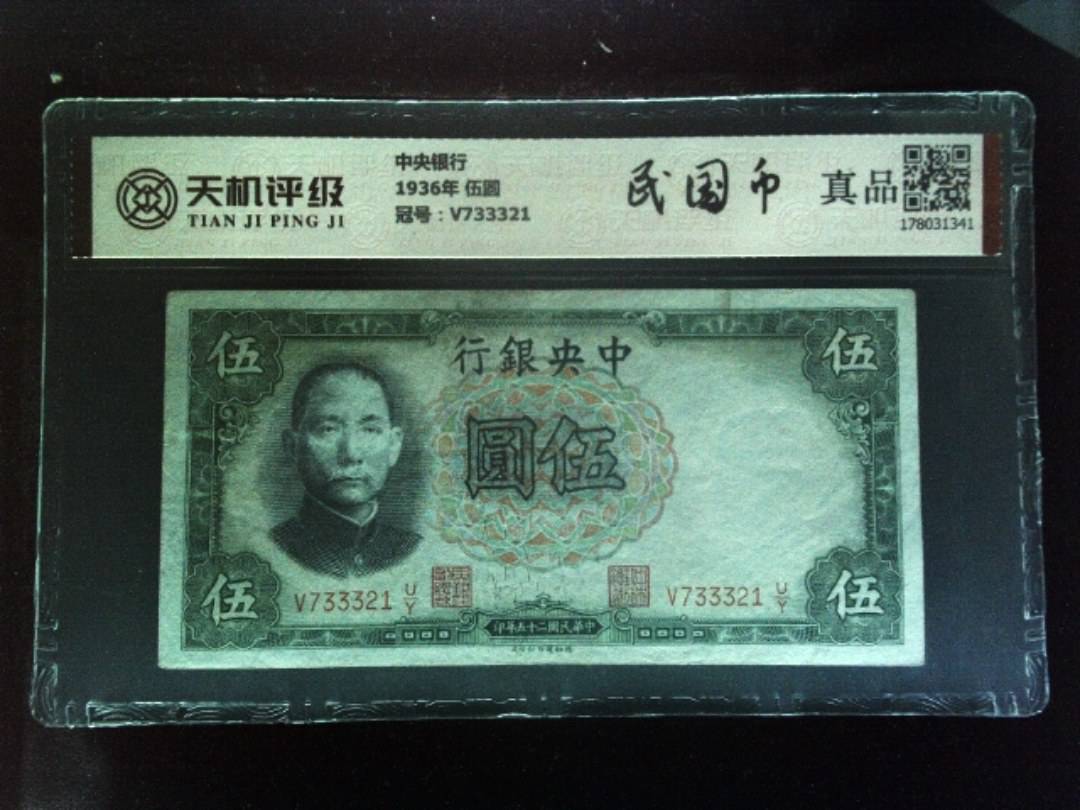 天机评级
TIAN JI PING JI
中央银行
1936年 伍圆
冠号：V733321
民国币
真品
178031341
伍
行銀央中
伍
圓伍
伍
V733321 U/Y
V733321 U/Y
伍
印年五十二國民華中